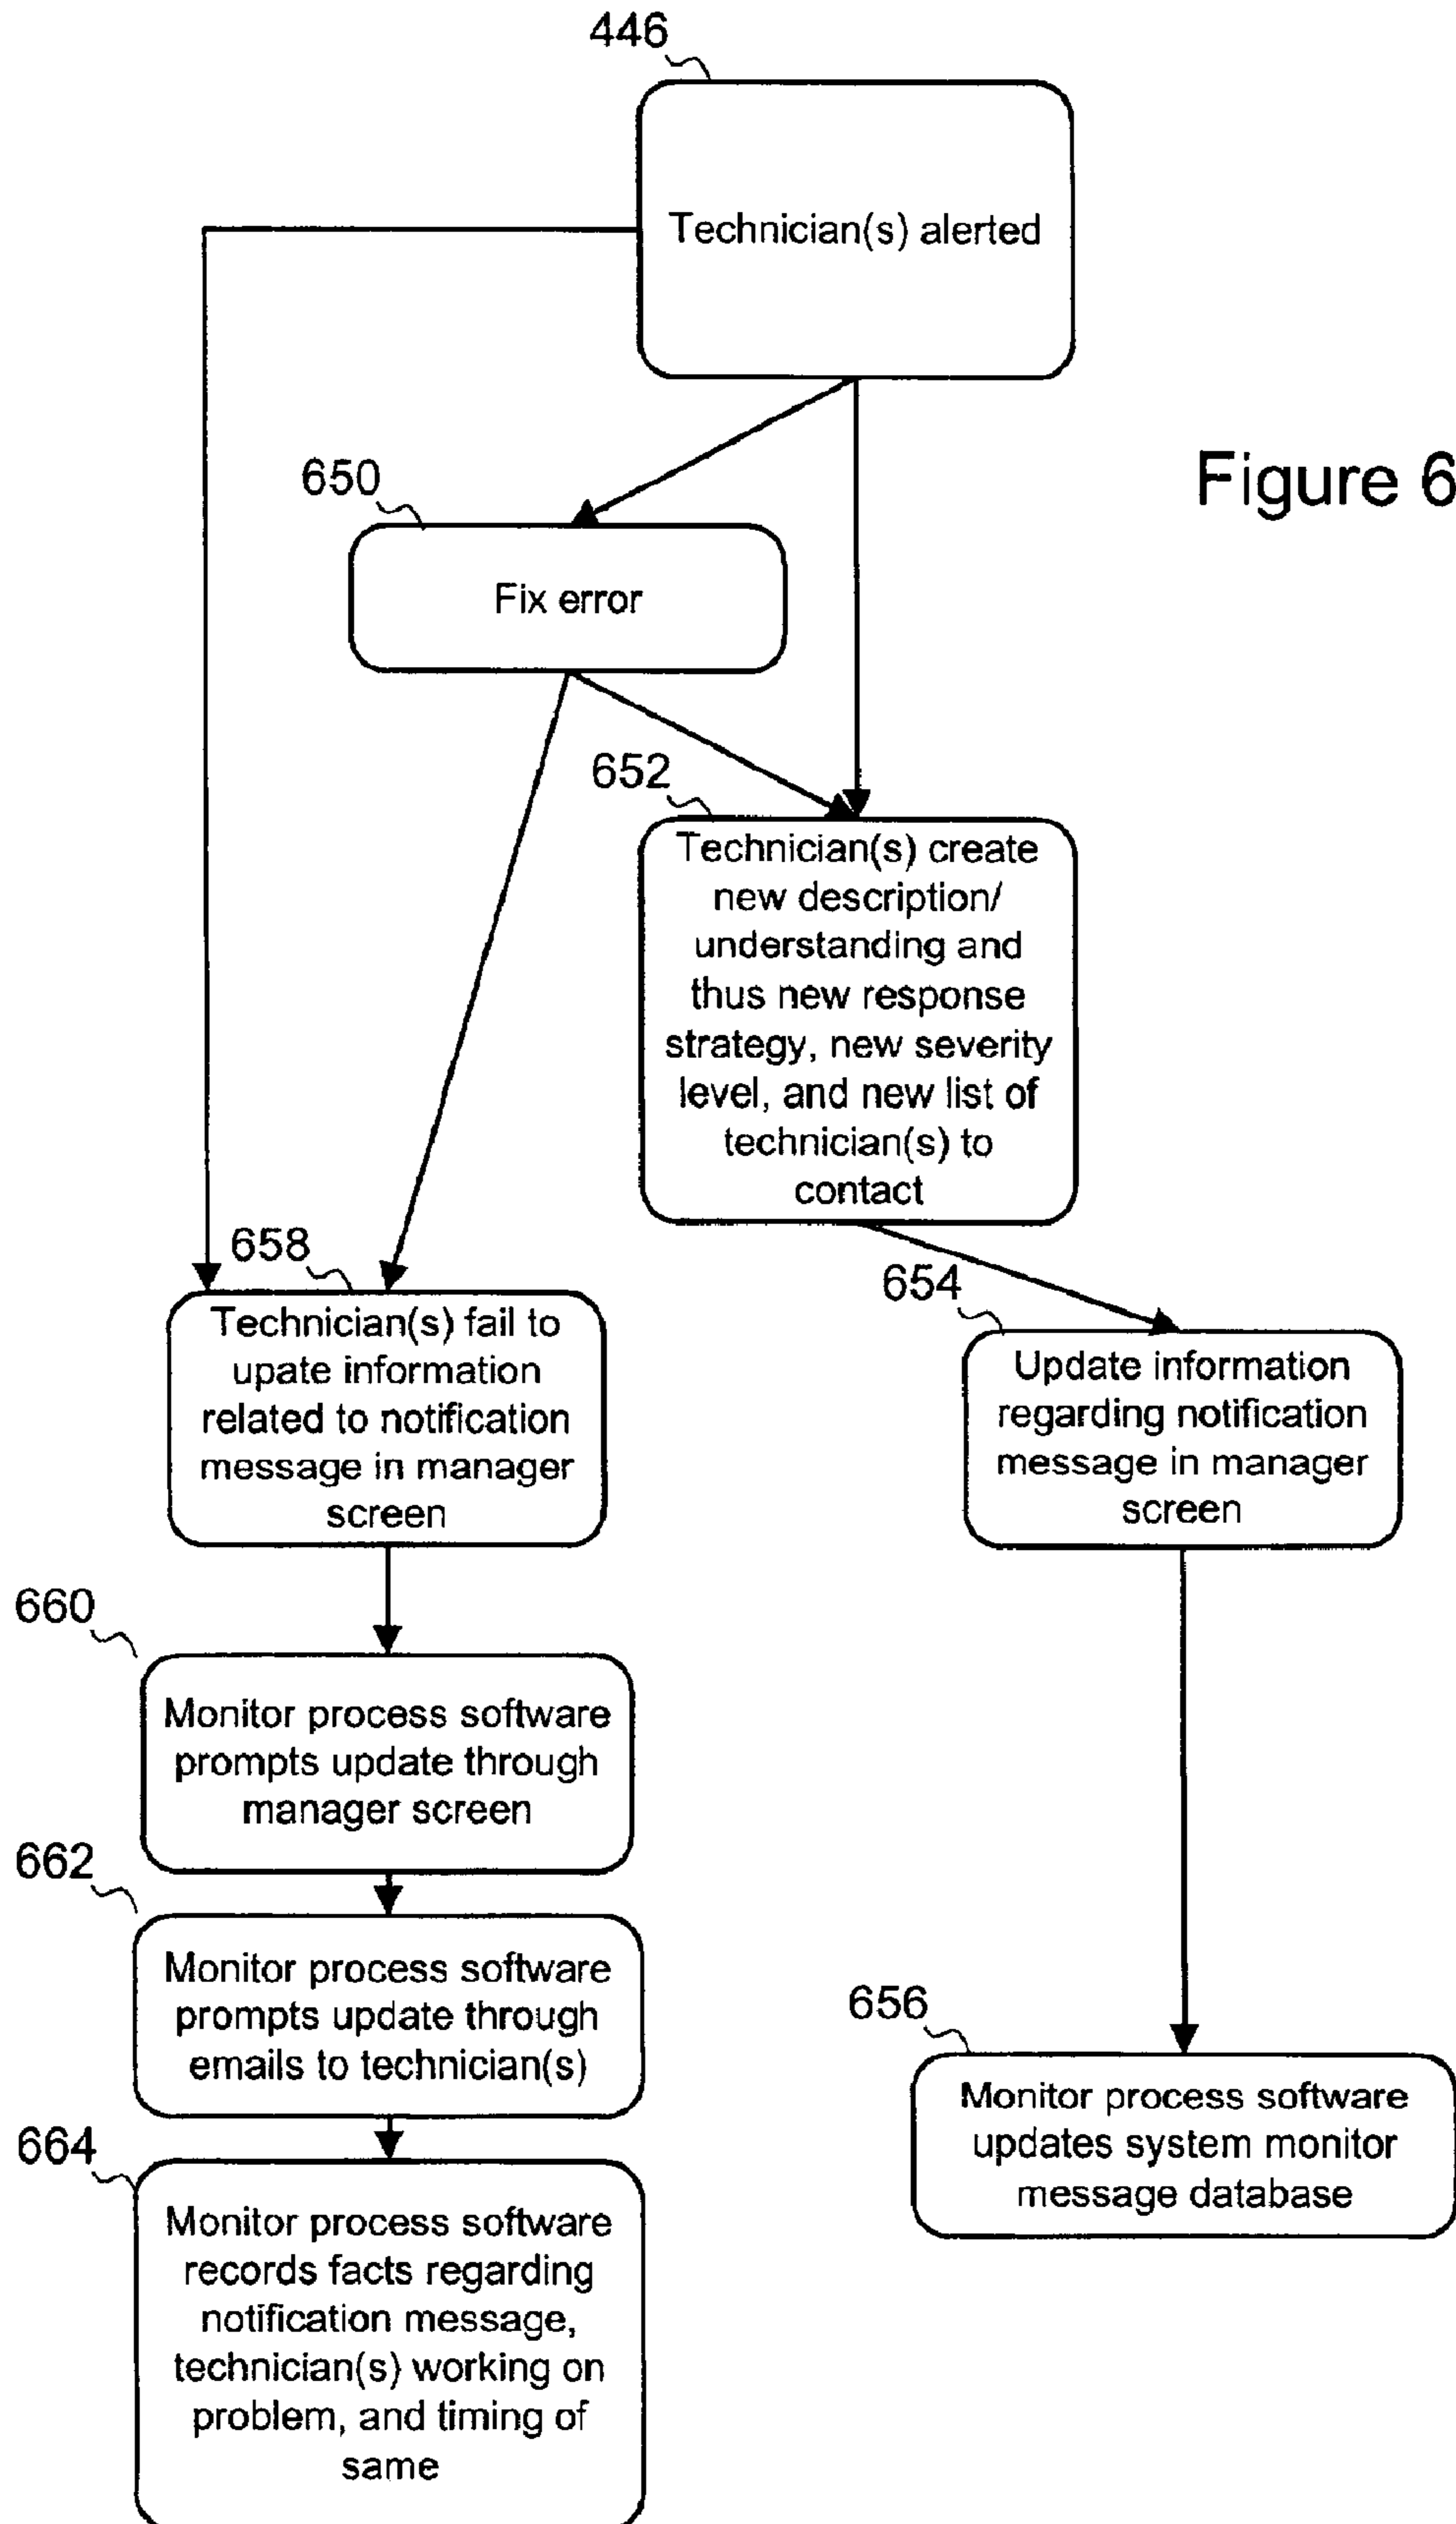 446
Technician(s) alerted
Figure 6
650
Fix error
652
Technician(s) create
new description/
understanding and
thus new response
strategy, new severity
level, and new list of
technician(s) to
contact
658
Technician(s) fail to
upate information
related to notification
message in manager
screen
654
Update information
regarding notification
message in manager
screen
660
Monitor process software
prompts update through
manager screen
662
Monitor process software
prompts update through
emails to technician(s)
656
Monitor process software
updates system monitor
message database
664
Monitor process software
records facts regarding
notification message,
technician(s) working on
problem, and timing of
same